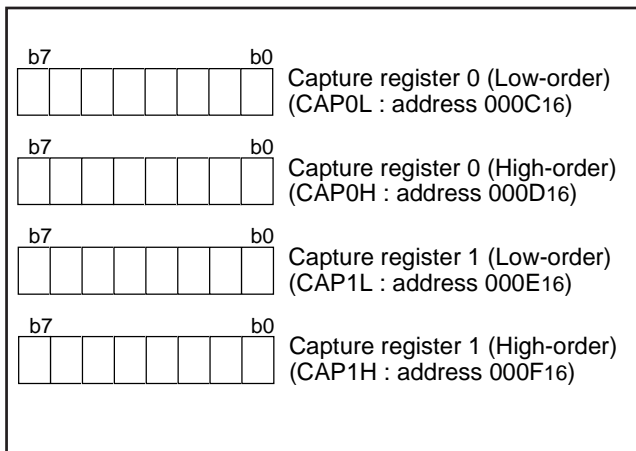 b7 b0
Capture register 0 (Low-order)
(CAP0L : address 000C16)
b7 b0
Capture register 0 (High-order)
(CAP0H : address 000D16)
b7 b0
Capture register 1 (Low-order)
(CAP1L : address 000E16)
b7 b0
Capture register 1 (High-order)
(CAP1H : address 000F16)